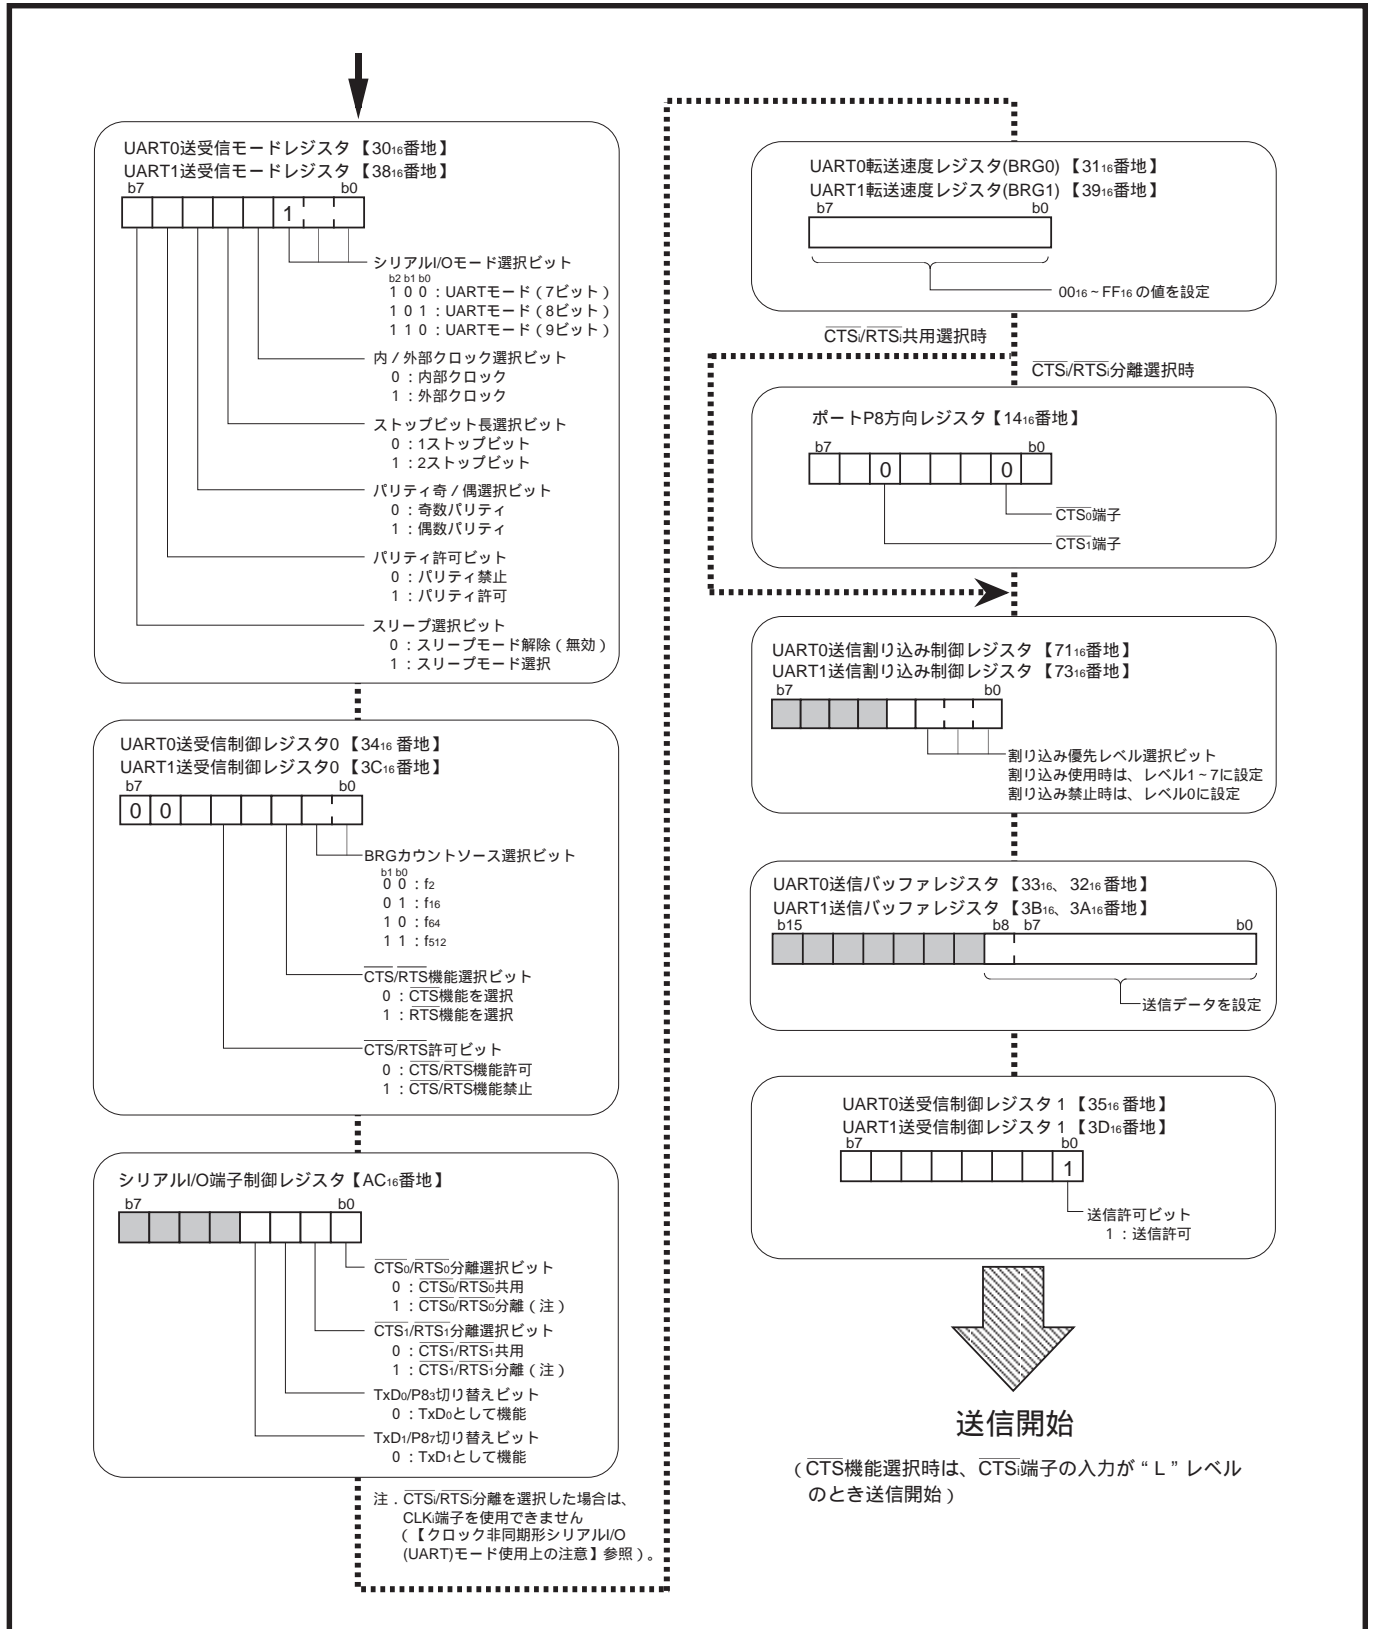 UART0送受信モードレジスタ【3016番地】
UART1送受信モードレジスタ【3816番地】
b7 b0
1
シリアルI/Oモード選択ビット
b2 b1 b0
1 0 0：UARTモード（7ビット）
1 0 1：UARTモード（8ビット）
1 1 0：UARTモード（9ビット）
内／外部クロック選択ビット
0：内部クロック
1：外部クロック
ストップビット長選択ビット
0：1ストップビット
1：2ストップビット
パリティ奇／偶選択ビット
0：奇数パリティ
1：偶数パリティ
パリティ許可ビット
0：パリティ禁止
1：パリティ許可
スリープ選択ビット
0：スリープモード解除（無効）
1：スリープモード選択
UART0送受信制御レジスタ0【3416番地】
UART1送受信制御レジスタ0【3C16番地】
b7 b0
0 0
BRGカウントソース選択ビット
b1 b0
0 0：f2
0 1：f16
1 0：f64
1 1：f512
CTS/RTS機能選択ビット
0：CTS機能を選択
1：RTS機能を選択
CTS/RTS許可ビット
0：CTS/RTS機能許可
1：CTS/RTS機能禁止
シリアルI/O端子制御レジスタ【AC16番地】
b7 b0
CTS0/RTS0分離選択ビット
0：CTS0/RTS0共用
1：CTS0/RTS0分離（注）
CTS1/RTS1分離選択ビット
0：CTS1/RTS1共用
1：CTS1/RTS1分離（注）
TxD0/P83切り替えビット
0：TxD0として機能
TxD1/P87切り替えビット
0：TxD1として機能
注．CTSi/RTSi分離を選択した場合は、
CLKi端子を使用できません
（【クロック非同期形シリアルI/O
(UART)モード使用上の注意】参照）。
UART0転送速度レジスタ(BRG0)【3116番地】
UART1転送速度レジスタ(BRG1)【3916番地】
b7 b0
0016～FF16の値を設定
CTSi/RTSi共用選択時
CTSi/RTSi分離選択時
ポートP8方向レジスタ【1416番地】
b7 b0
0 0
CTS0端子
CTS1端子
UART0送信割り込み制御レジスタ【7116番地】
UART1送信割り込み制御レジスタ【7316番地】
b7 b0
割り込み優先レベル選択ビット
割り込み使用時は、レベル1～7に設定
割り込み禁止時は、レベル0に設定
UART0送信バッファレジスタ【3316、3216番地】
UART1送信バッファレジスタ【3B16、3A16番地】
b15 b8 b7 b0
送信データを設定
UART0送受信制御レジスタ1【3516番地】
UART1送受信制御レジスタ1【3D16番地】
b7 b0
1
送信許可ビット
1：送信許可
送信開始
（CTS機能選択時は、CTSi端子の入力が“L”レベル
のとき送信開始）